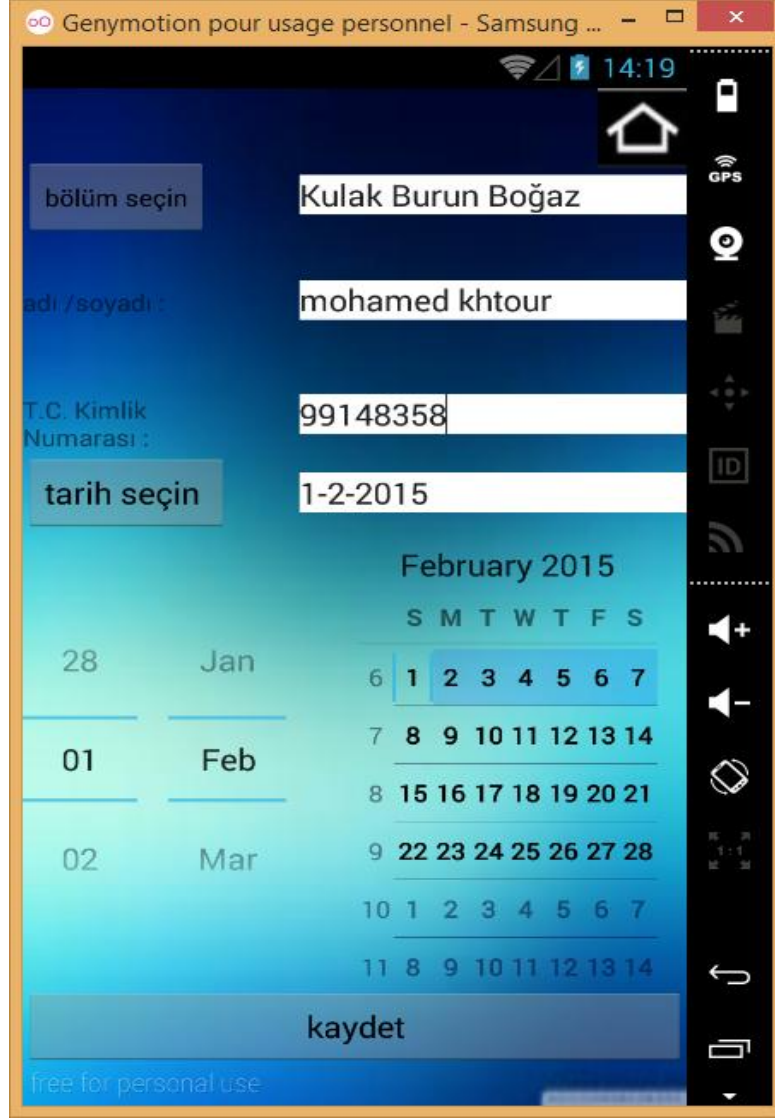 Genymotion pour usage personnel - Samsung ...
14:19
GPS
bölüm seçin
Kulak Burun Boğaz
adı /soyadı :
mohamed khtour
T.C. Kimlik
Numarası :
99148358
ID
tarih seçin
1-2-2015
February 2015
S M T W T F S
28 Jan
6 1 2 3 4 5 6 7
7 8 9 10 11 12 13 14
01 Feb
8 15 16 17 18 19 20 21
02 Mar
9 22 23 24 25 26 27 28
1:1
10 1 2 3 4 5 6 7
11 8 9 10 11 12 13 14
kaydet
free for personal use